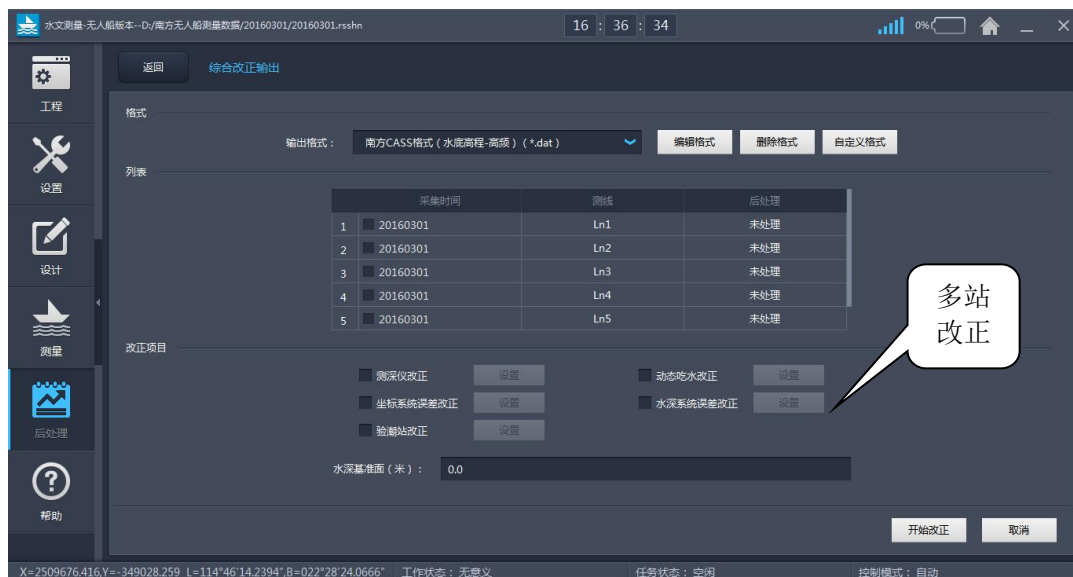 水文测量-无人船版本--D:/南方无人船测量数据/20160301/20160301.rsshn
16 : 36 : 34
0%
工程
设置
设计
测量
后处理
帮助
返回 综合改正输出
格式
输出格式： 南方CASS格式（水底高程-高频）(*.dat） 编辑格式 删除格式 自定义格式
列表
采集时间 测线 后处理
1 20160301 Ln1 未处理
2 20160301 Ln2 未处理
3 20160301 Ln3 未处理
4 20160301 Ln4 未处理
5 20160301 Ln5 未处理
多站
改正
改正项目
测深仪改正 设置 动态吃水改正 设置
坐标系统误差改正 设置 水深系统误差改正 设置
验潮站改正 设置
水深基准面（米）： 0.0
开始改正 取消
X=2509676.416,Y=-349028.259 L=114°46'14.2394",B=022°28'24.0666" 工作状态：无意义 任务状态：空闲 控制模式：自动